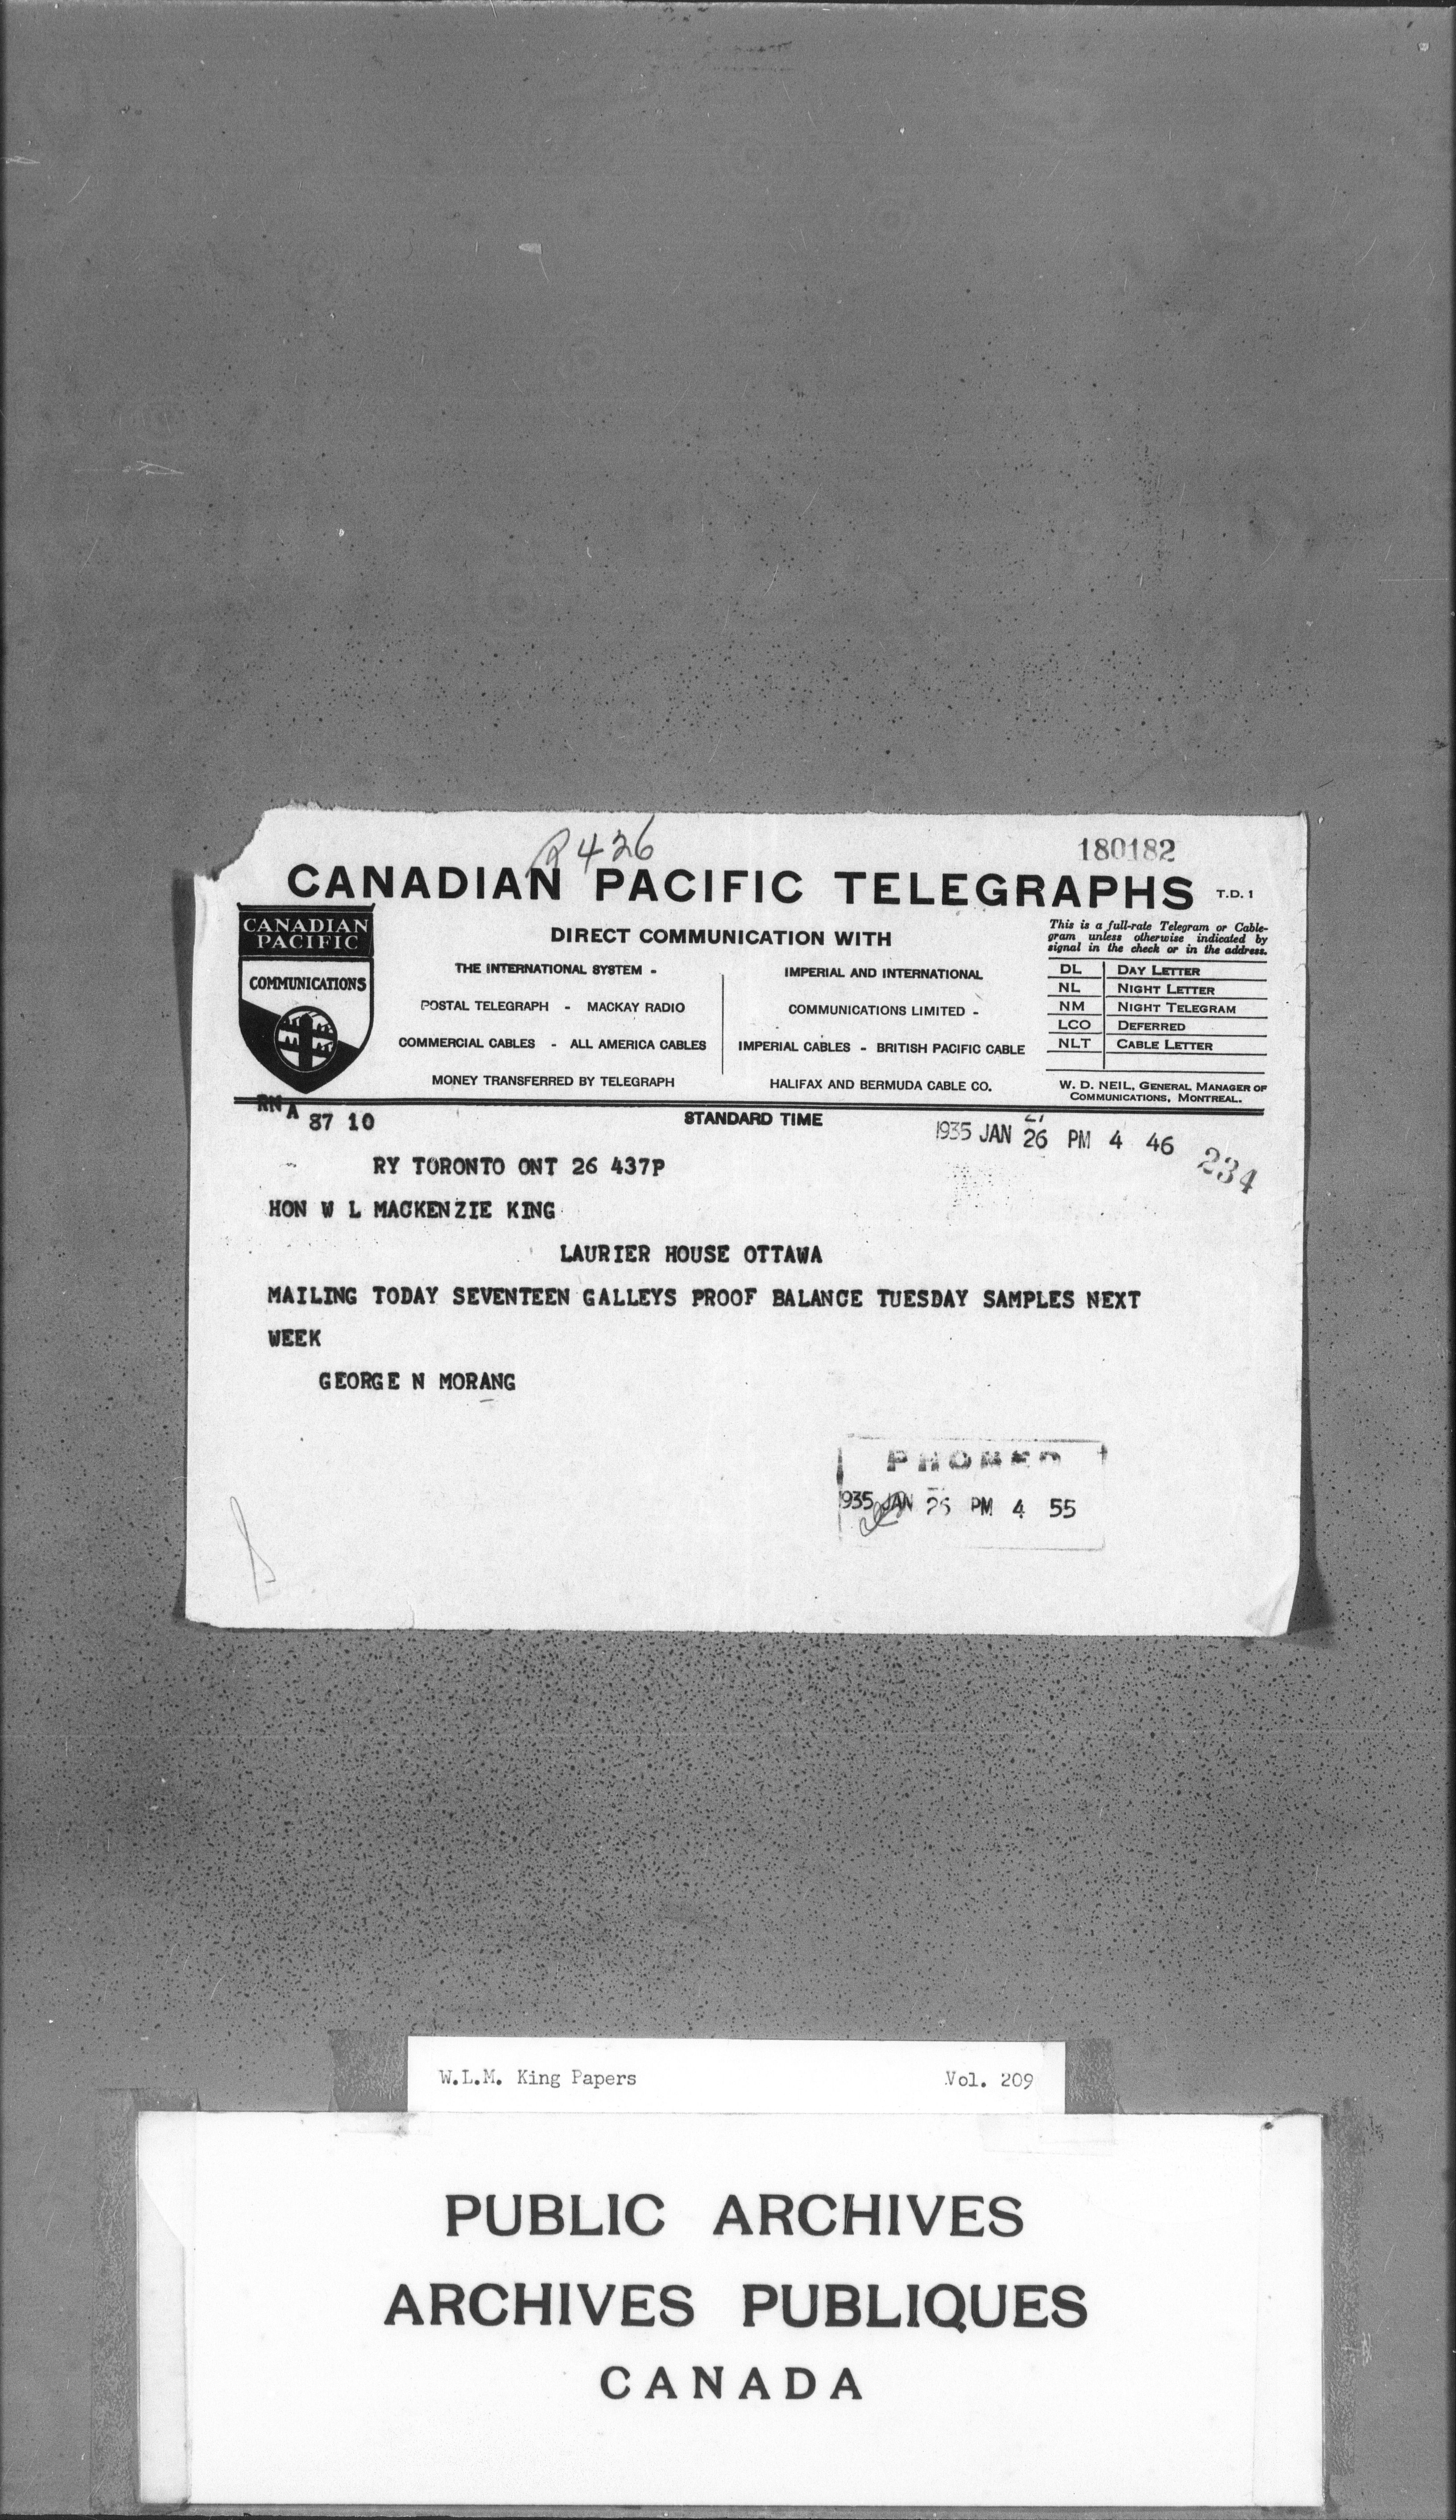 R426
180182
CANADIAN PACIFIC TELEGRAPHS T.D. 1
CANADIAN
PACIFIC
COMMUNICATIONS
DIRECT COMMUNICATION WITH
THE INTERNATIONAL SYSTEM -
POSTAL TELEGRAPH - MACKAY RADIO
COMMERCIAL CABLES - ALL AMERICA CABLES
MONEY TRANSFERRED BY TELEGRAPH
IMPERIAL AND INTERNATIONAL
COMMUNICATIONS LIMITED -
IMPERIAL CABLES - BRITISH PACIFIC CABLE
HALIFAX AND BERMUDA CABLE CO.
This is a full-rate Telegram or Cable-
gram unless otherwise indicated by
signal in the check or in the address.
DL DAY LETTER
NL NIGHT LETTER
NM NIGHT TELEGRAM
LCO DEFERRED
NLT CABLE LETTER
W. D. NEIL, GENERAL MANAGER OF
COMMUNICATIONS, MONTREAL.
RNA 87 10
STANDARD TIME
1935 JAN 26 PM 4 46
234
RY TORONTO ONT 26 437P
HON W L MACKENZIE KING
LAURIER HOUSE OTTAWA
MAILING TODAY SEVENTEEN GALLEYS PROOF BALANCE TUESDAY SAMPLES NEXT
WEEK
GEORGE N MORANG
PHONED
1935 JAN 26 PM 4 55
W.L.M. King Papers Vol. 209
PUBLIC ARCHIVES
ARCHIVES PUBLIQUES
CANADA